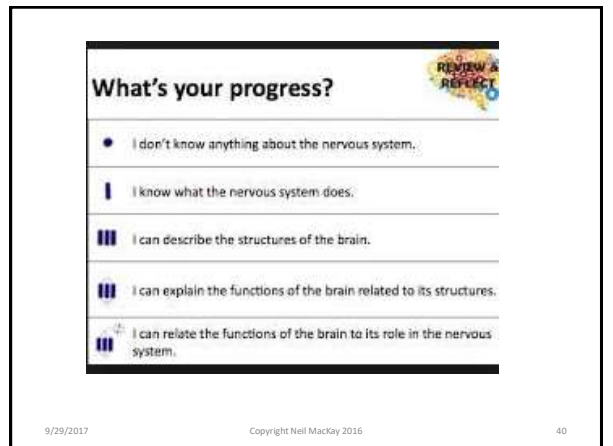 REVIEW &
REFLECT
What's your progress?
I don't know anything about the nervous system.
I know what the nervous system does.
I can describe the structures of the brain.
I can explain the functions of the brain related to its structures.
I can relate the functions of the brain to its role in the nervous
system.
9/29/2017 Copyright Neil MacKay 2016 40